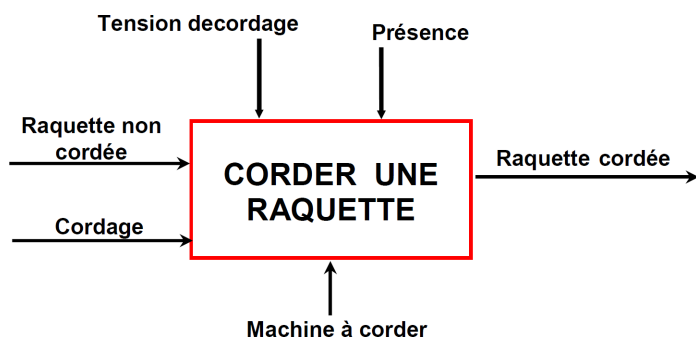 Tension decordage
Présence
Raquette non
cordée
Cordage
CORDER UNE
RAQUETTE
Raquette cordée
Machine à corder